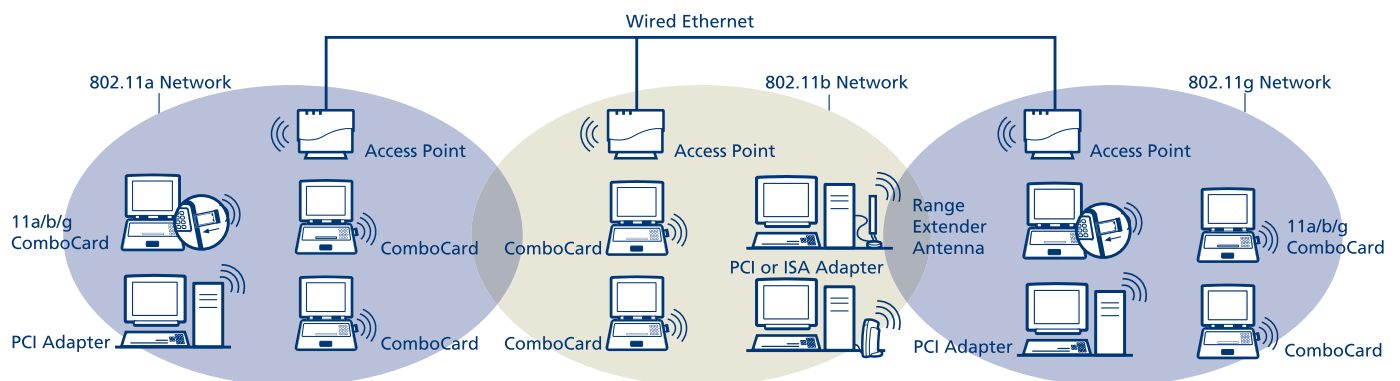 Wired Ethernet
802.11a Network
802.11b Network
802.11g Network
Access Point
Access Point
Access Point
11a/b/g
ComboCard
ComboCard
ComboCard
Range
Extender
Antenna
11a/b/g
ComboCard
PCI or ISA Adapter
PCI Adapter
ComboCard
ComboCard
PCI Adapter
ComboCard